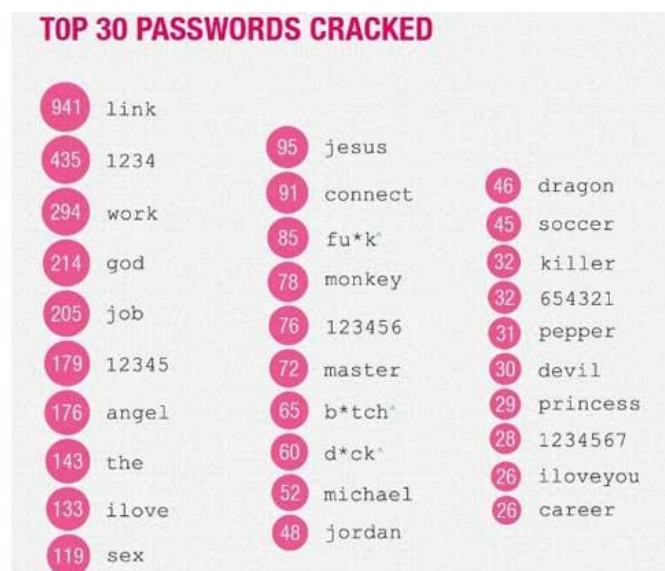 TOP 30 PASSWORDS CRACKED
941 link
435 1234
294 work
214 god
205 job
179 12345
176 angel
143 the
133 ilove
119 sex
95 jesus
91 connect
85 fu*k^
78 monkey
76 123456
72 master
65 b*tch^
60 d*ck^
52 michael
48 jordan
46 dragon
45 soccer
32 killer
32 654321
31 pepper
30 devil
29 princess
28 1234567
26 iloveyou
26 career